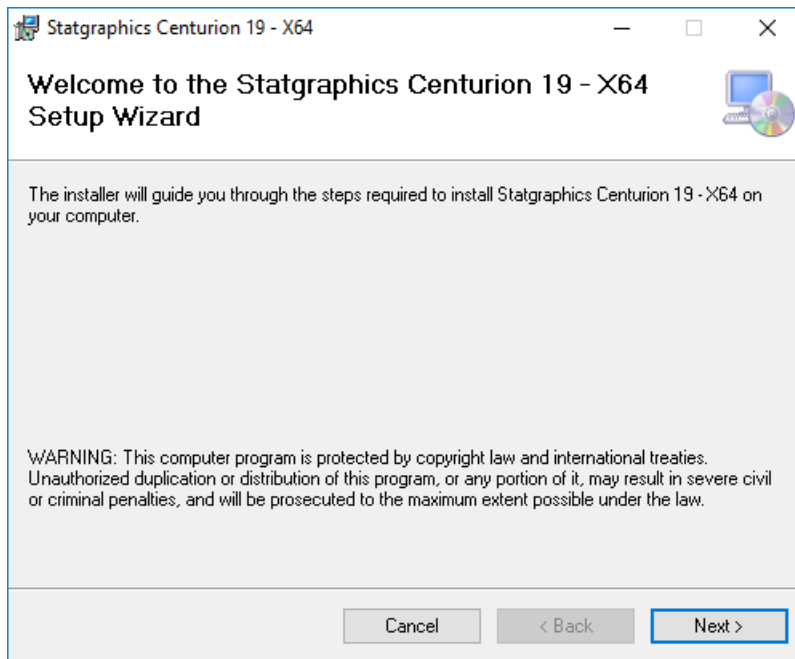 Statgraphics Centurion 19 - X64
Welcome to the Statgraphics Centurion 19 - X64
Setup Wizard
The installer will guide you through the steps required to install Statgraphics Centurion 19 - X64 on
your computer.
WARNING: This computer program is protected by copyright law and international treaties.
Unauthorized duplication or distribution of this program, or any portion of it, may result in severe civil
or criminal penalties, and will be prosecuted to the maximum extent possible under the law.
Cancel < Back Next >